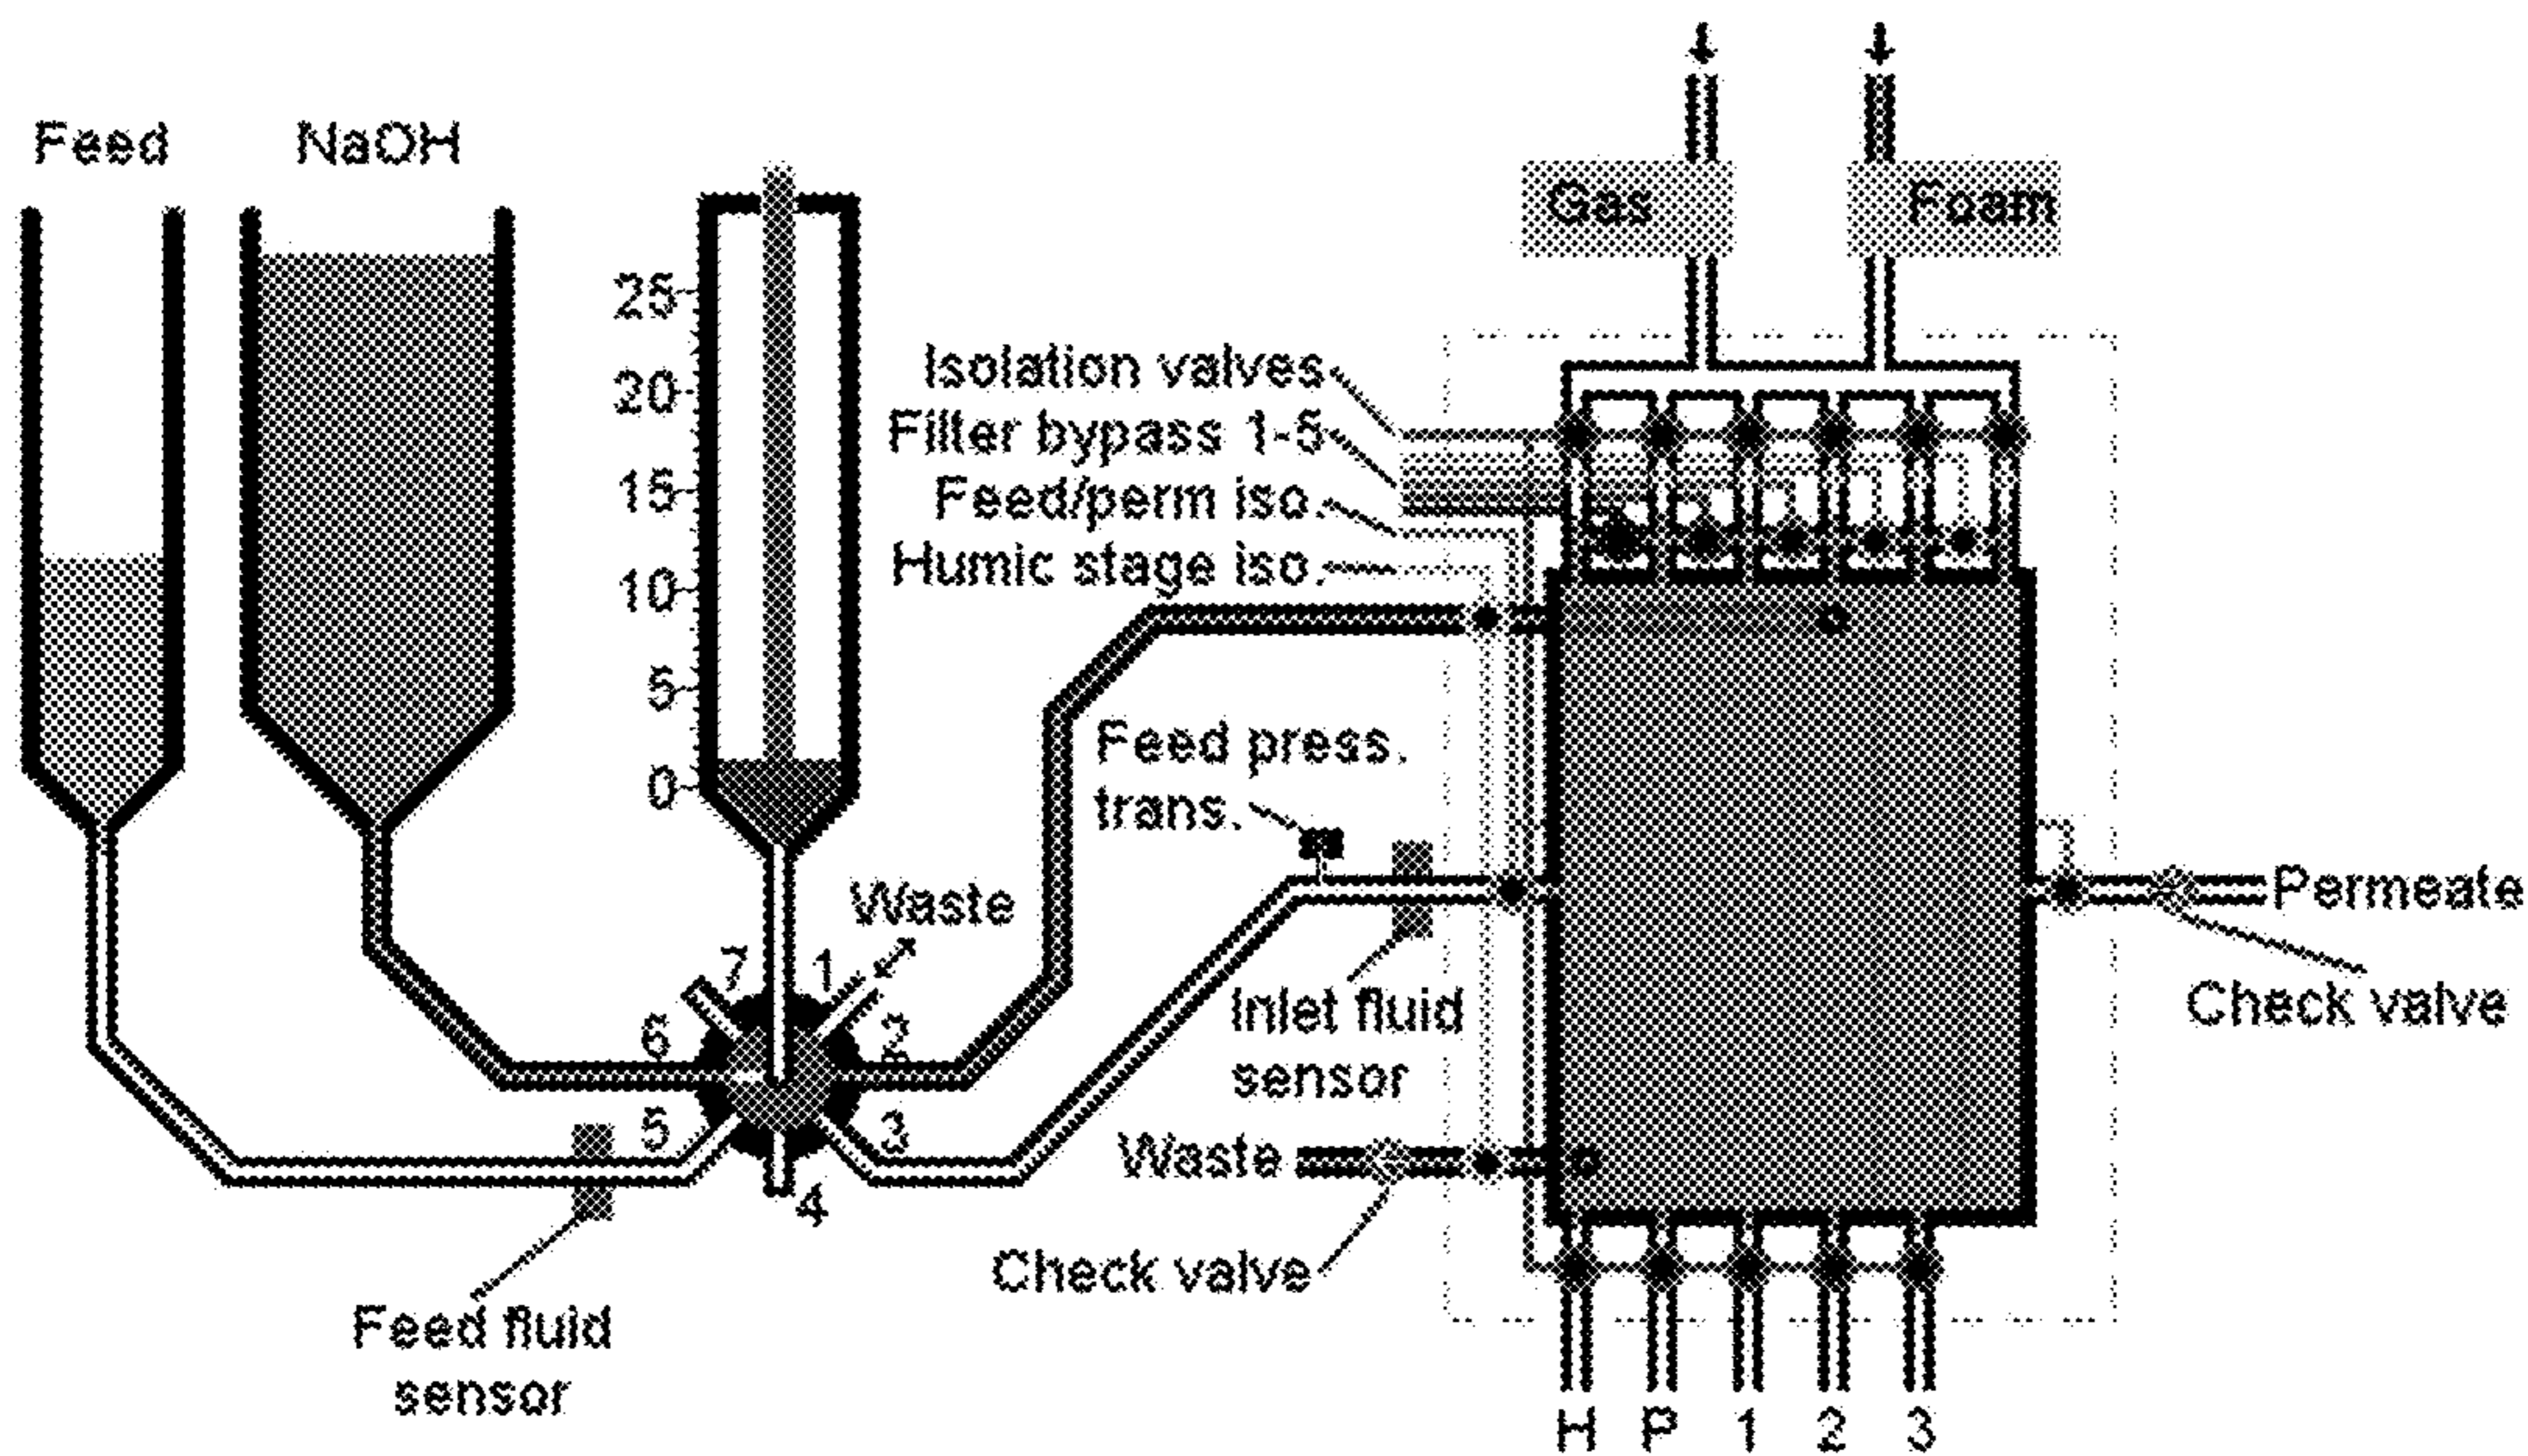 Feed
NaOH
Gas
Foam
25
20
15
10
5
0
Isolation valves
Filter bypass 1-5
Feed/perm iso.
Humic stage iso.
Feed press.
trans.
Waste
7
1
6
2
5
3
4
Inlet fluid
sensor
Permeate
Check valve
Waste
Check valve
Feed fluid
sensor
H P 1 2 3